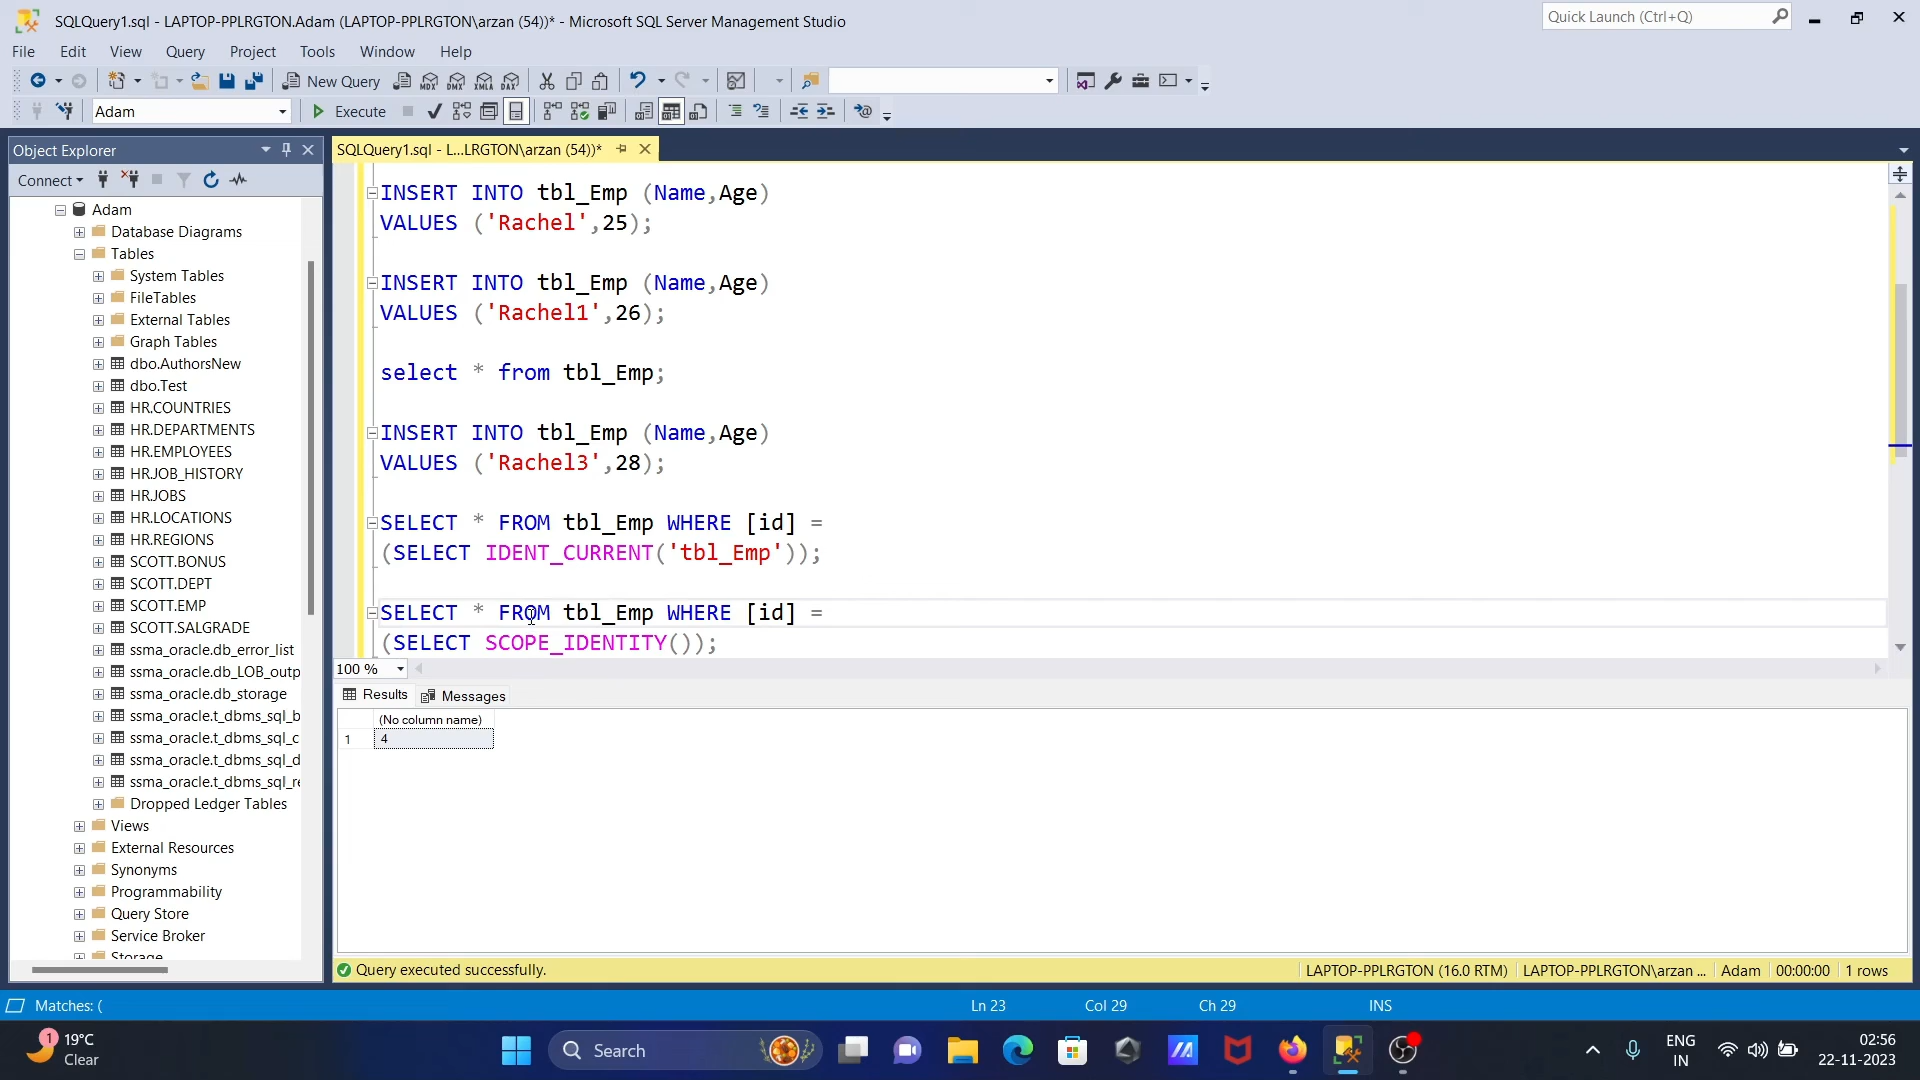 SQLQuery1.sql - LAPTOP-PPLRGTON.Adam (LAPTOP-PPLRGTON\arzan (54))* - Microsoft SQL Server Management Studio
Quick Launch (Ctrl+Q)
File Edit View Query Project Tools Window Help
New Query MDX DMX XMLA DAX
Adam Execute
Object Explorer
SQLQuery1.sql - L...LRGTON\arzan (54))*
Connect
Adam
Database Diagrams
Tables
System Tables
FileTables
External Tables
Graph Tables
dbo.AuthorsNew
dbo.Test
HR.COUNTRIES
HR.DEPARTMENTS
HR.EMPLOYEES
HR.JOB_HISTORY
HR.JOBS
HR.LOCATIONS
HR.REGIONS
SCOTT.BONUS
SCOTT.DEPT
SCOTT.EMP
SCOTT.SALGRADE
ssma_oracle.db_error_list
ssma_oracle.db_LOB_outp
ssma_oracle.db_storage
ssma_oracle.t_dbms_sql_b
ssma_oracle.t_dbms_sql_c
ssma_oracle.t_dbms_sql_d
ssma_oracle.t_dbms_sql_re
Dropped Ledger Tables
Views
External Resources
Synonyms
Programmability
Query Store
Service Broker
Storage
INSERT INTO tbl_Emp (Name,Age)
VALUES ('Rachel',25);
INSERT INTO tbl_Emp (Name,Age)
VALUES ('Rachel1',26);
select * from tbl_Emp;
INSERT INTO tbl_Emp (Name,Age)
VALUES ('Rachel3',28);
SELECT * FROM tbl_Emp WHERE [id] =
(SELECT IDENT_CURRENT('tbl_Emp'));
SELECT * FROM tbl_Emp WHERE [id] =
(SELECT SCOPE_IDENTITY());
100 %
Results Messages
(No column name)
1 4
Query executed successfully.
LAPTOP-PPLRGTON (16.0 RTM) LAPTOP-PPLRGTON\arzan ... Adam 00:00:00 1 rows
Matches: (
Ln 23 Col 29 Ch 29 INS
1
19°C
Clear
Search
ENG
IN
02:56
22-11-2023